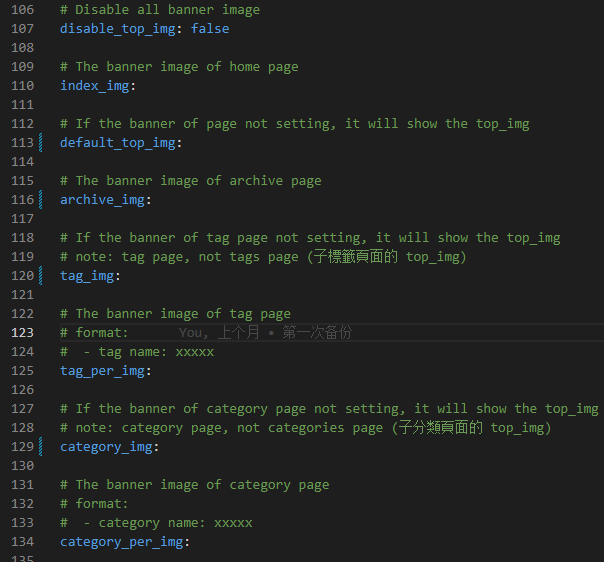 106 # Disable all banner image
107 disable_top_img: false
108
109 # The banner image of home page
110 index_img:
111
112 # If the banner of page not setting, it will show the top_img
113 default_top_img:
114
115 # The banner image of archive page
116 archive_img:
117
118 # If the banner of tag page not setting, it will show the top_img
119 # note: tag page, not tags page (子標籤頁面的 top_img)
120 tag_img:
121
122 # The banner image of tag page
123 # format: You, 上个月 • 第一次备份
124 #  - tag name: xxxxx
125 tag_per_img:
126
127 # If the banner of category page not setting, it will show the top_img
128 # note: category page, not categories page (子分類頁面的 top_img)
129 category_img:
130
131 # The banner image of category page
132 # format:
133 #  - category name: xxxxx
134 category_per_img:
135